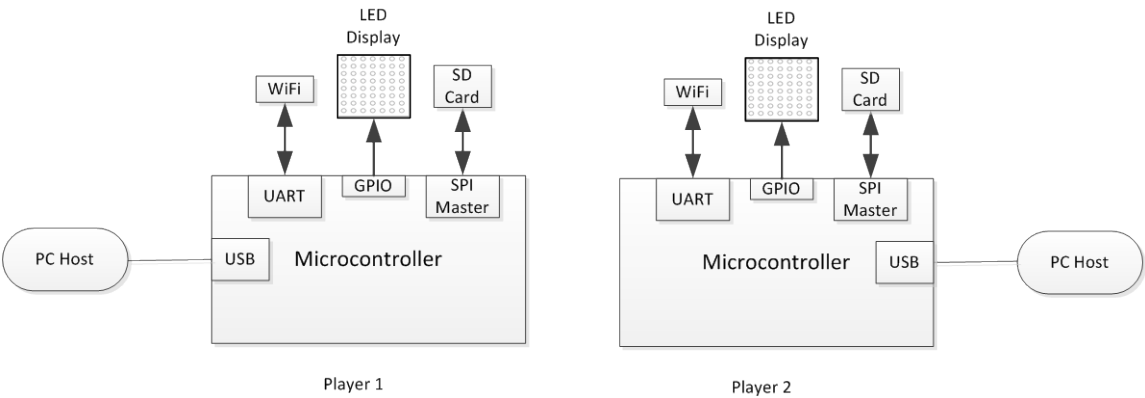 LED
Display
WiFi
SD
Card
UART
GPIO
SPI
Master
PC Host
USB
Microcontroller
Player 1
LED
Display
WiFi
SD
Card
UART
GPIO
SPI
Master
Microcontroller
USB
PC Host
Player 2